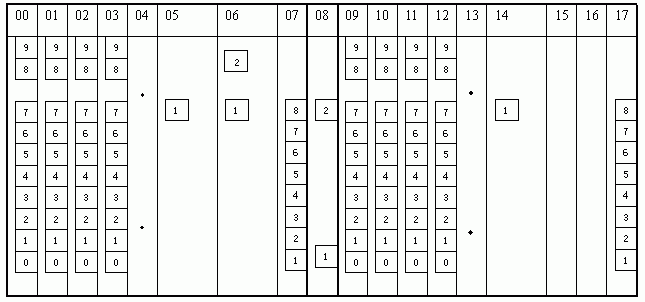 00 01 02 03 04 05 06 07 08 09 10 11 12 13 14 15 16 17
9 9 9 9 9 9 9 9
8 8 8 8 2 8 8 8 8
7 7 7 7 1 1 8 2 7 7 7 7 1 8
6 6 6 6 7 6 6 6 6 7
5 5 5 5 6 5 5 5 5 6
4 4 4 4 5 4 4 4 4 5
3 3 3 3 4 3 3 3 3 4
2 2 2 2 3 2 2 2 2 3
1 1 1 1 2 1 1 1 1 2
0 0 0 0 1 1 0 0 0 0 1